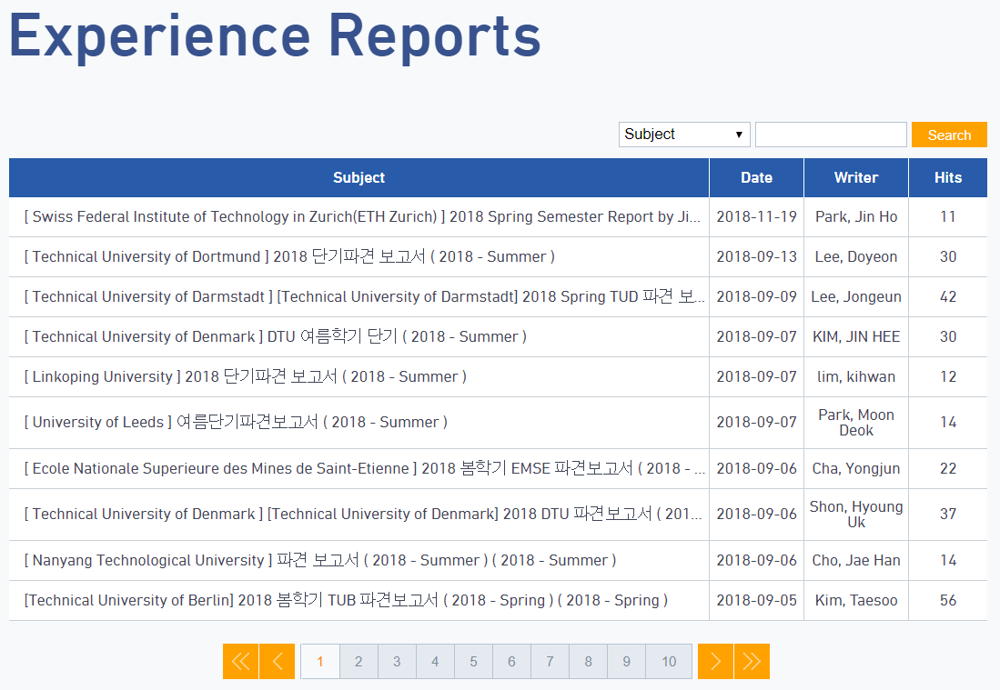 Experience Reports
Subject ▼ Search
Subject Date Writer Hits
[ Swiss Federal Institute of Technology in Zurich(ETH Zurich) ] 2018 Spring Semester Report by Ji... 2018-11-19 Park, Jin Ho 11
[ Technical University of Dortmund ] 2018 단기파견 보고서 ( 2018 - Summer ) 2018-09-13 Lee, Doyeon 30
[ Technical University of Darmstadt ] [Technical University of Darmstadt] 2018 Spring TUD 파견 보... 2018-09-09 Lee, Jongeun 42
[ Technical University of Denmark ] DTU 여름학기 단기 ( 2018 - Summer ) 2018-09-07 KIM, JIN HEE 30
[ Linkoping University ] 2018 단기파견 보고서 ( 2018 - Summer ) 2018-09-07 lim, kihwan 12
[ University of Leeds ] 여름단기파견보고서 ( 2018 - Summer ) 2018-09-07 Park, Moon Deok 14
[ Ecole Nationale Superieure des Mines de Saint-Etienne ] 2018 봄학기 EMSE 파견보고서 ( 2018 - ... 2018-09-06 Cha, Yongjun 22
[ Technical University of Denmark ] [Technical University of Denmark] 2018 DTU 파견보고서 ( 201... 2018-09-06 Shon, Hyoung Uk 37
[ Nanyang Technological University ] 파견 보고서 ( 2018 - Summer ) ( 2018 - Summer ) 2018-09-06 Cho, Jae Han 14
[Technical University of Berlin] 2018 봄학기 TUB 파견보고서 ( 2018 - Spring ) ( 2018 - Spring ) 2018-09-05 Kim, Taesoo 56
1 2 3 4 5 6 7 8 9 10